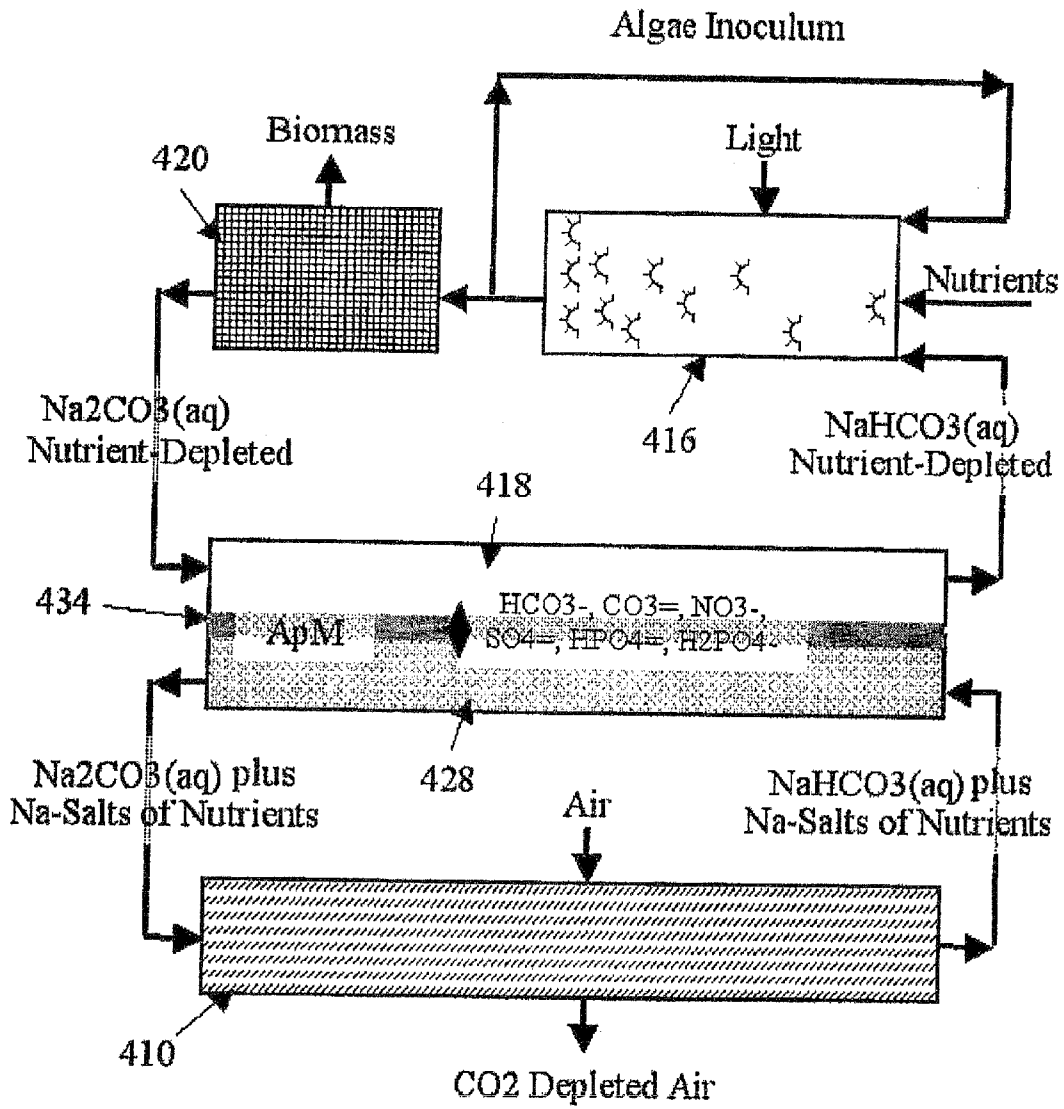 Algae Inoculum
Biomass
Light
420
Nutrients
416
Na2CO3(aq)
Nutrient-Depleted
NaHCO3(aq)
Nutrient-Depleted
418
434
HCO3-, CO3=, NO3-,
ApM
SO4=, HPO4=, H2PO4-
428
Na2CO3(aq) plus
Na-Salts of Nutrients
NaHCO3(aq) plus
Na-Salts of Nutrients
Air
410
CO2 Depleted Air